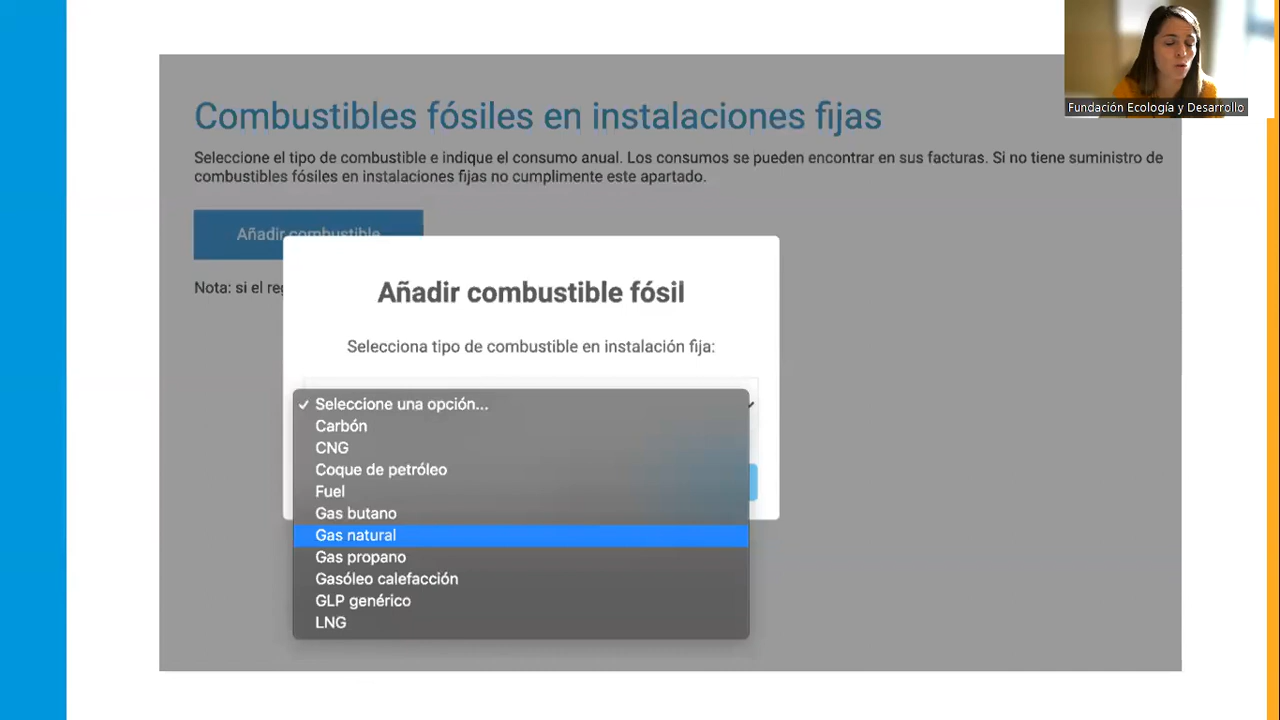 Fundación Ecología y Desarrollo
Combustibles fósiles en instalaciones fijas
Seleccione el tipo de combustible e indique el consumo anual. Los consumos se pueden encontrar en sus facturas. Si no tiene suministro de
combustibles fósiles en instalaciones fijas no cumplimente este apartado.
Añadir combustible
Nota: si el
Añadir combustible fósil
Selecciona tipo de combustible en instalación fija:
✓ Seleccione una opción...
Carbón
CNG
Coque de petróleo
Fuel
Gas butano
Gas natural
Gas propano
Gasóleo calefacción
GLP genérico
LNG